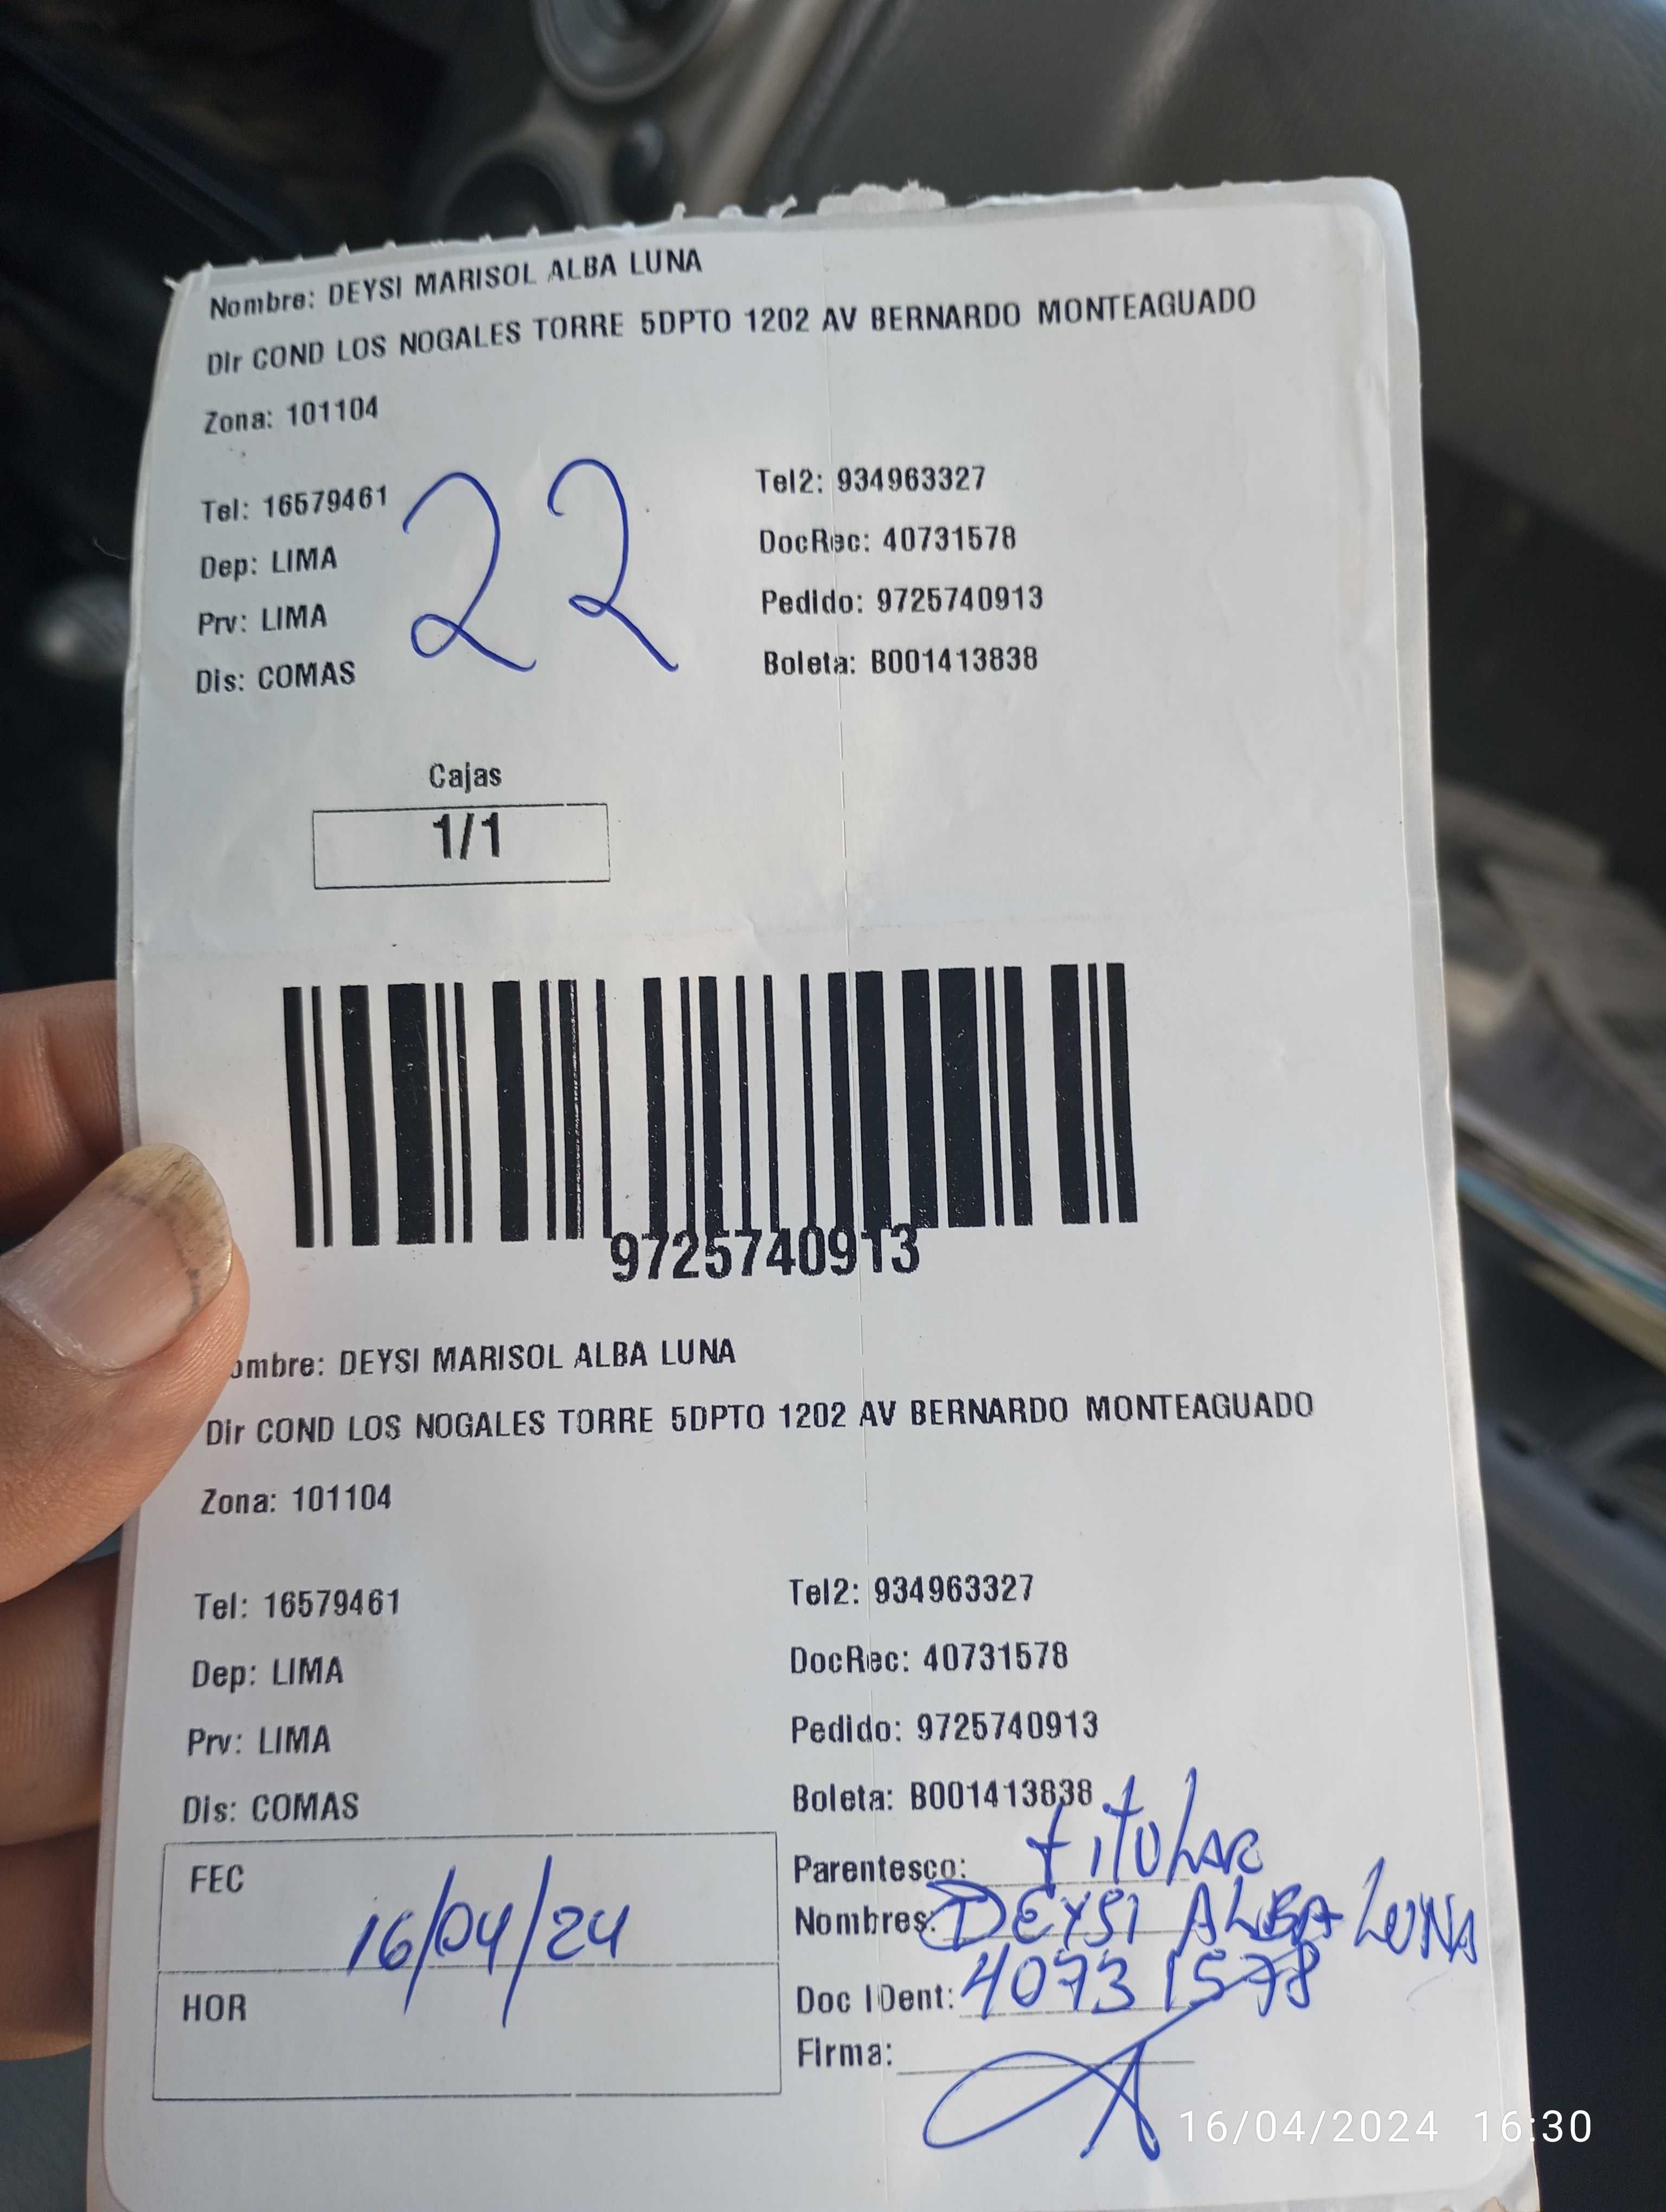 Nombre: DEYSI MARISOL ALBA LUNA
Dir COND LOS NOGALES TORRE 5DPTO 1202 AV BERNARDO MONTEAGUADO
Zona: 101104
22
Tel: 16579461
Tel2: 934963327
Dep: LIMA
DocRec: 40731578
Prv: LIMA
Pedido: 9725740913
Dis: COMAS
Boleta: B001413838
Cajas
1/1
9725740913
ombre: DEYSI MARISOL ALBA LUNA
Dir COND LOS NOGALES TORRE 5DPTO 1202 AV BERNARDO MONTEAGUADO
Zona: 101104
Tel: 16579461
Tel2: 934963327
Dep: LIMA
DocRec: 40731578
Prv: LIMA
Pedido: 9725740913
Dis: COMAS
Boleta: B001413838
FEC 16/04/24
HOR
Parentesco: titular
Nombres: DEYSI ALBA LUNA
Doc IDent: 40731578
Firma:
16/04/2024 16:30